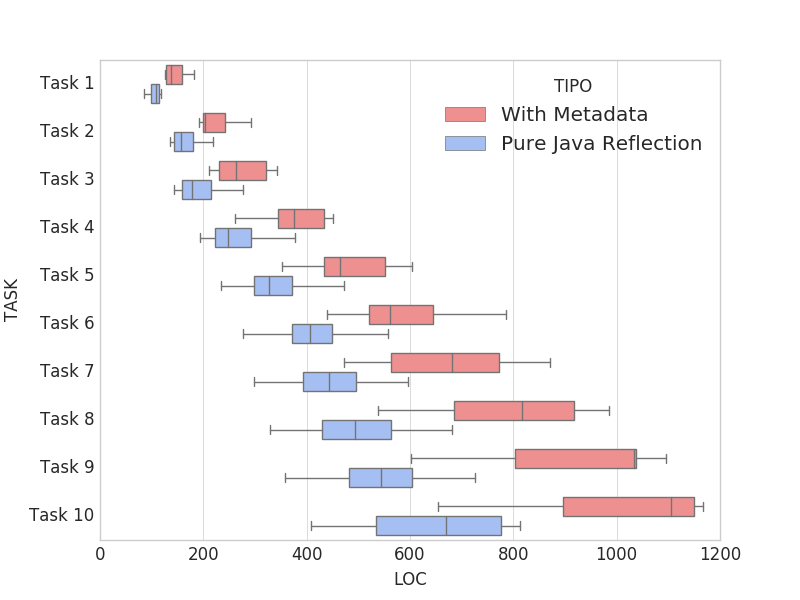 TIPO
With Metadata
Pure Java Reflection
Task 1
Task 2
Task 3
Task 4
Task 5
Task 6
Task 7
Task 8
Task 9
Task 10
TASK
0 200 400 600 800 1000 1200
LOC